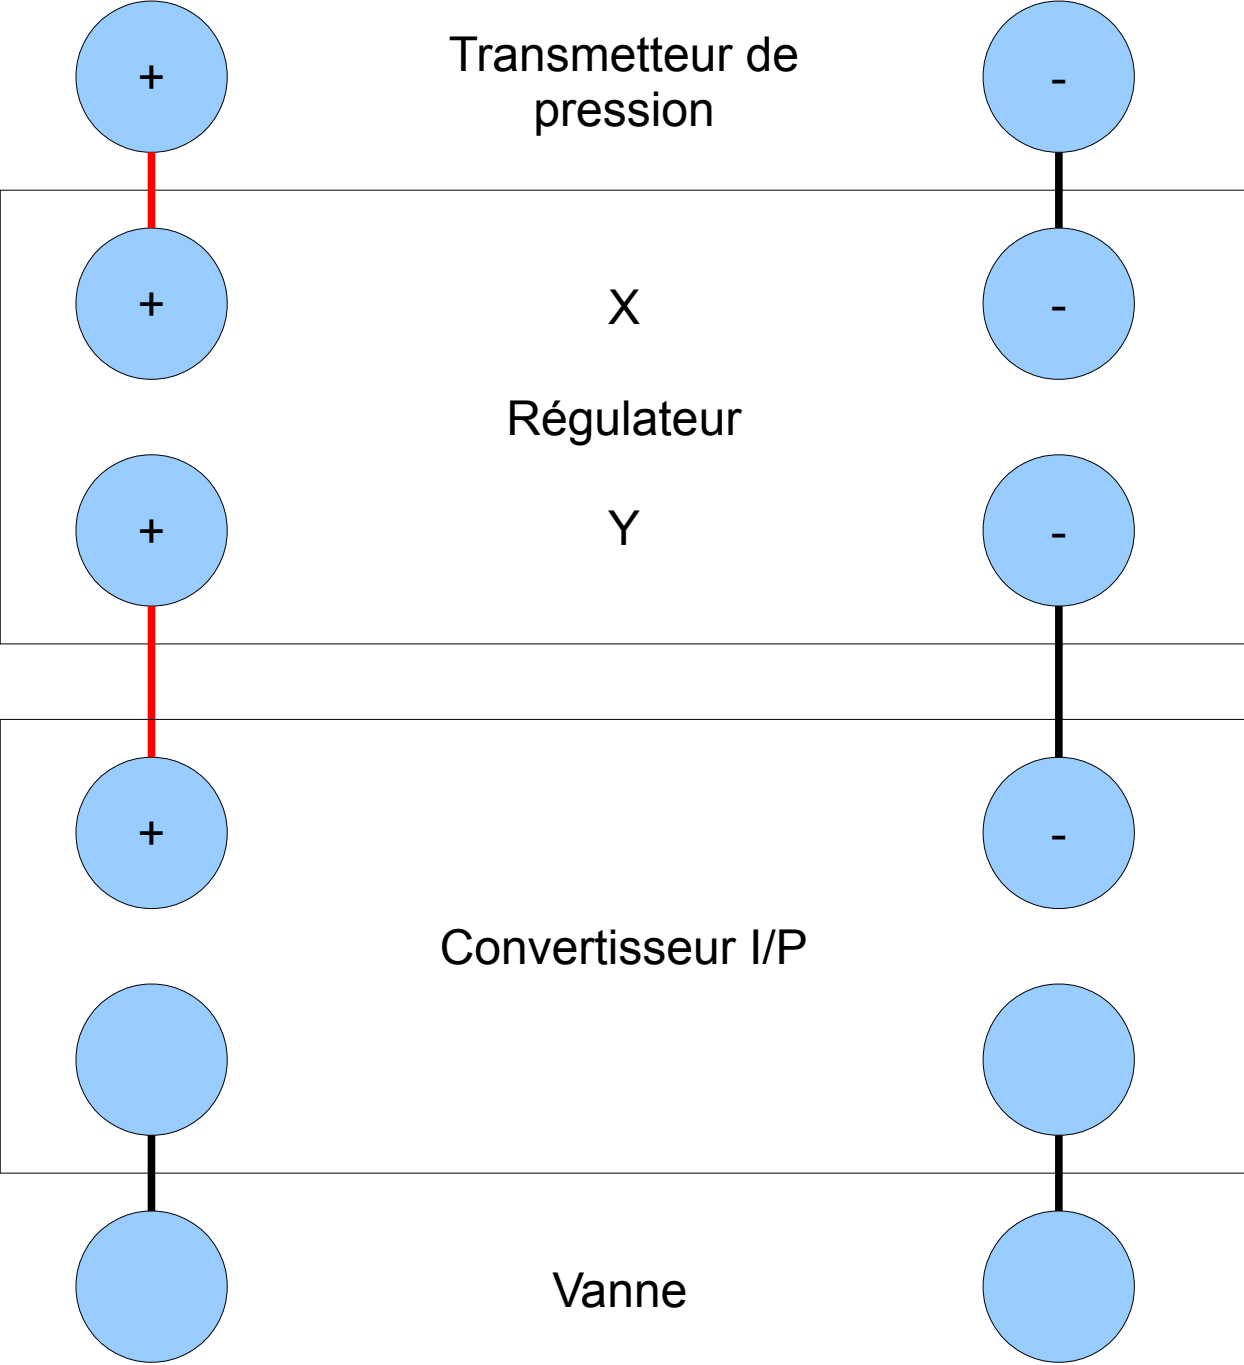 +
Transmetteur de
pression
-
+
X
-
Régulateur
+
Y
-
+
-
Convertisseur I/P
Vanne